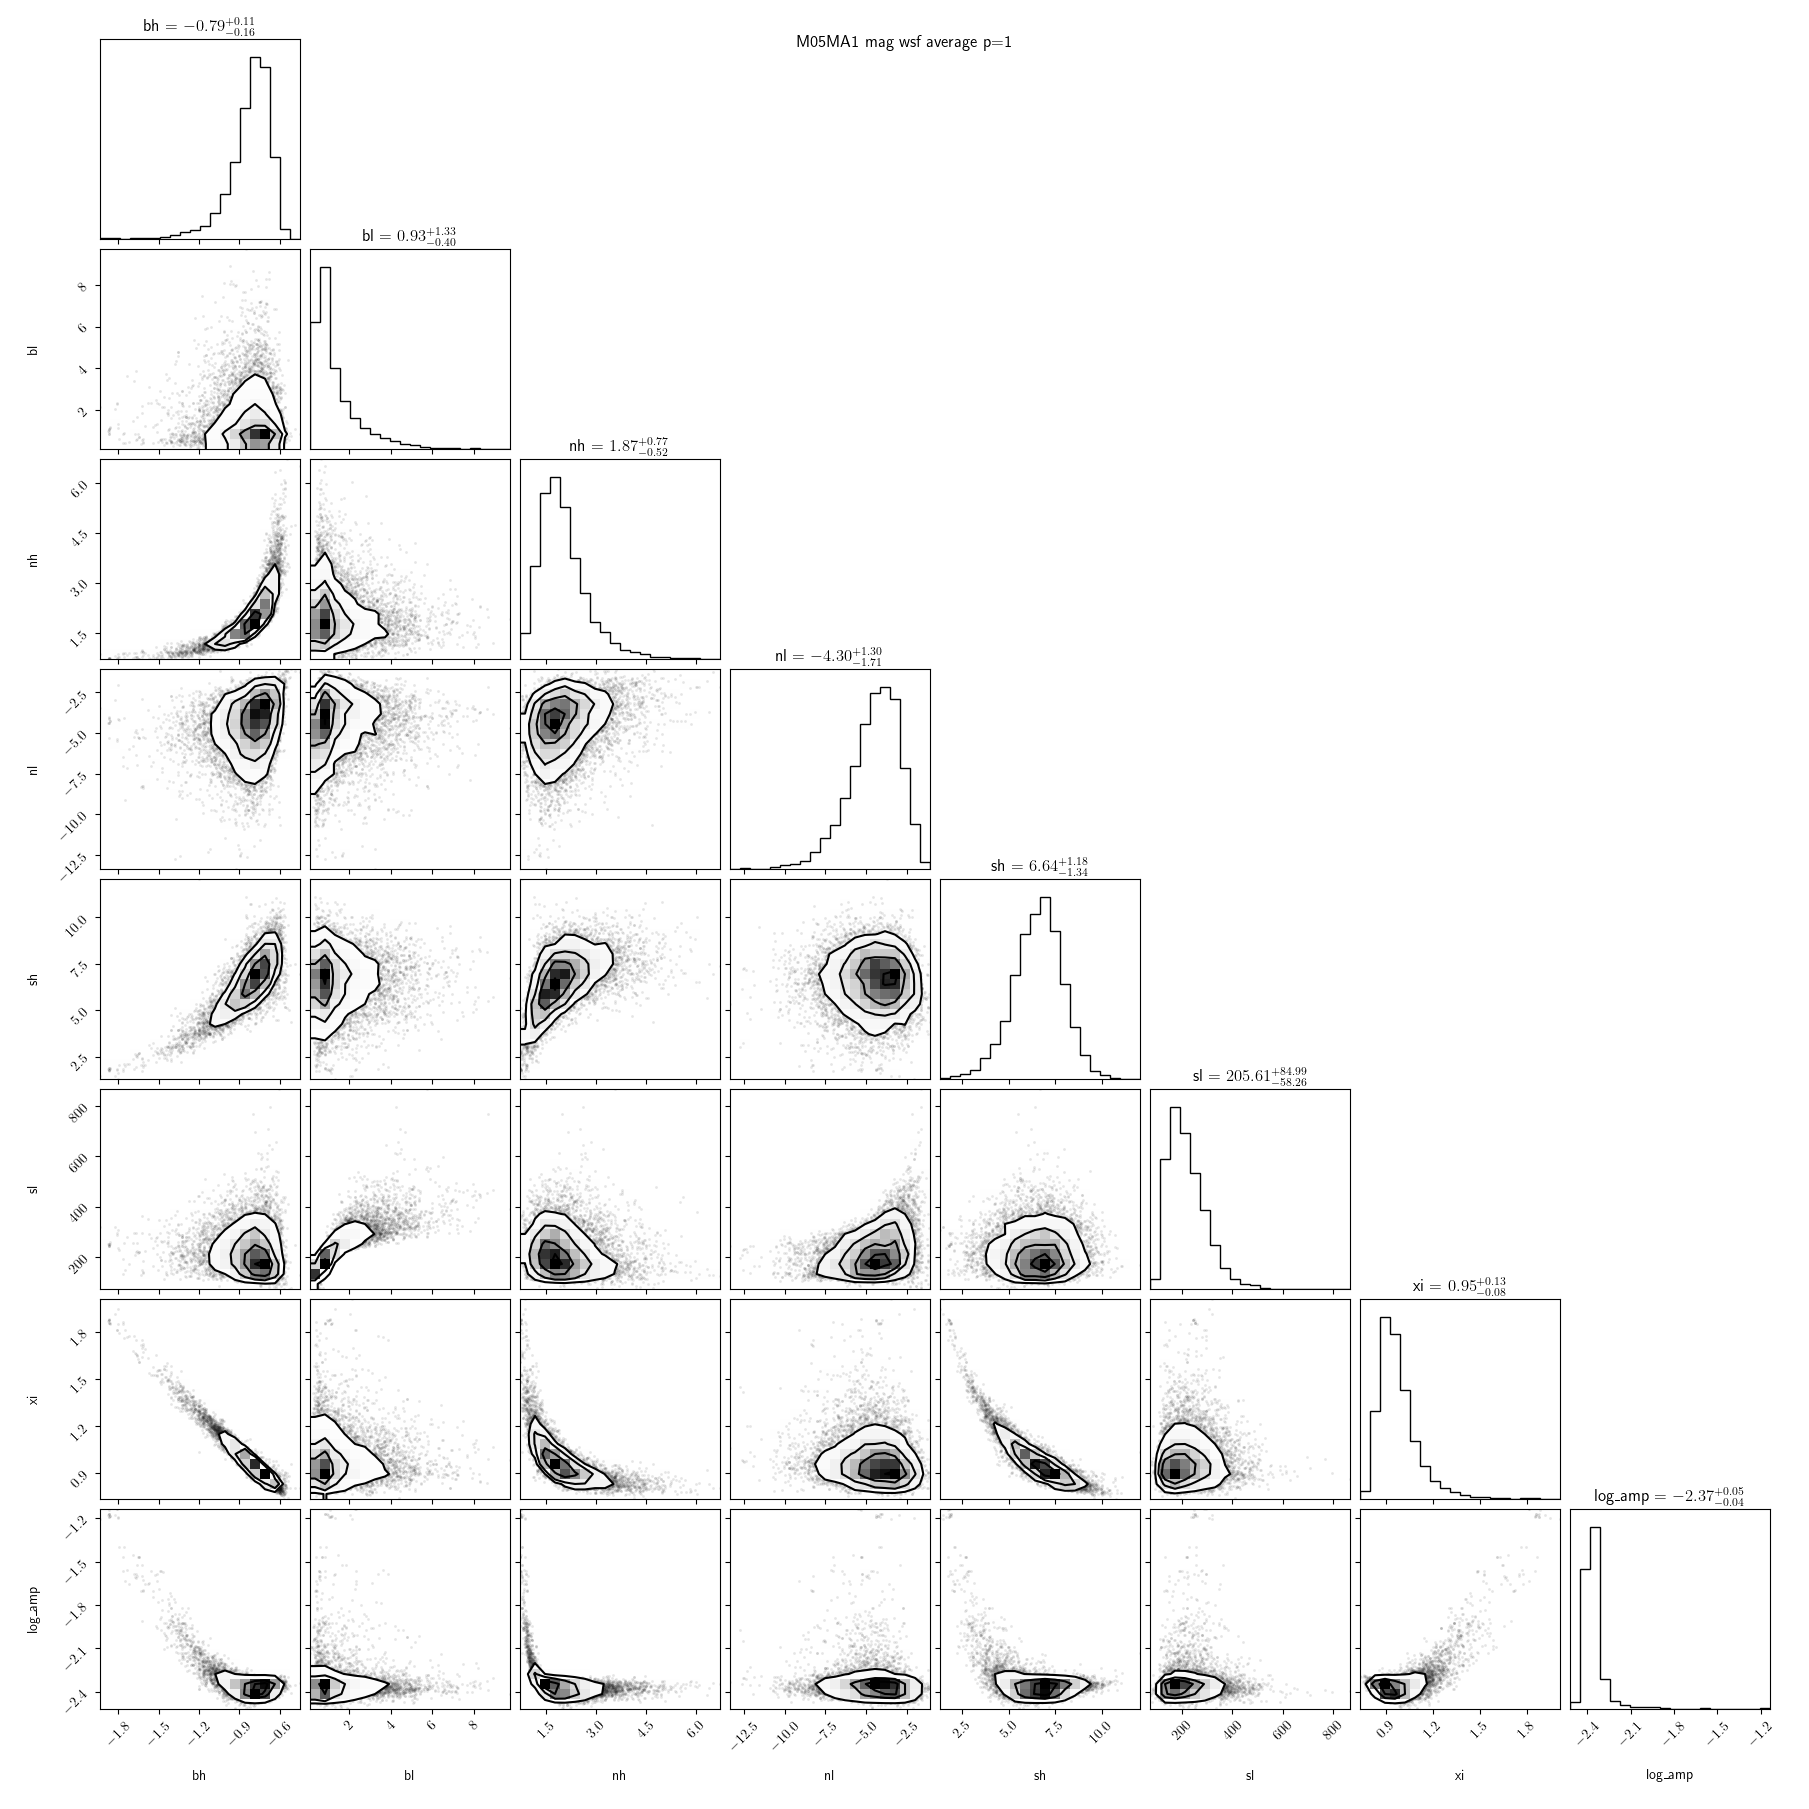 M05MA1 mag wsf average p=1
bh = −0.79 +0.11 −0.16
bl = 0.93 +1.33 −0.40
bl
8
6
4
2
nh = 1.87 +0.77 −0.52
nh
6.0
4.5
3.0
1.5
nl = −4.30 +1.30 −1.71
nl
−2.5
−5.0
−7.5
−10.0
−12.5
sh = 6.64 +1.18 −1.34
sh
10.0
7.5
5.0
2.5
sl = 205.61 +84.99 −58.26
sl
800
600
400
200
xi = 0.95 +0.13 −0.08
xi
1.8
1.5
1.2
0.9
log_amp = −2.37 +0.05 −0.04
log_amp
−1.2
−1.5
−1.8
−2.1
−2.4
−1.8 −1.5 −1.2 −0.9 −0.6 2 4 6 8 1.5 3.0 4.5 6.0 −12.5 −10.0 −7.5 −5.0 −2.5 2.5 5.0 7.5 10.0 200 400 600 800 0.9 1.2 1.5 1.8 −2.4 −2.1 −1.8 −1.5 −1.2
bh bl nh nl sh sl xi log_amp